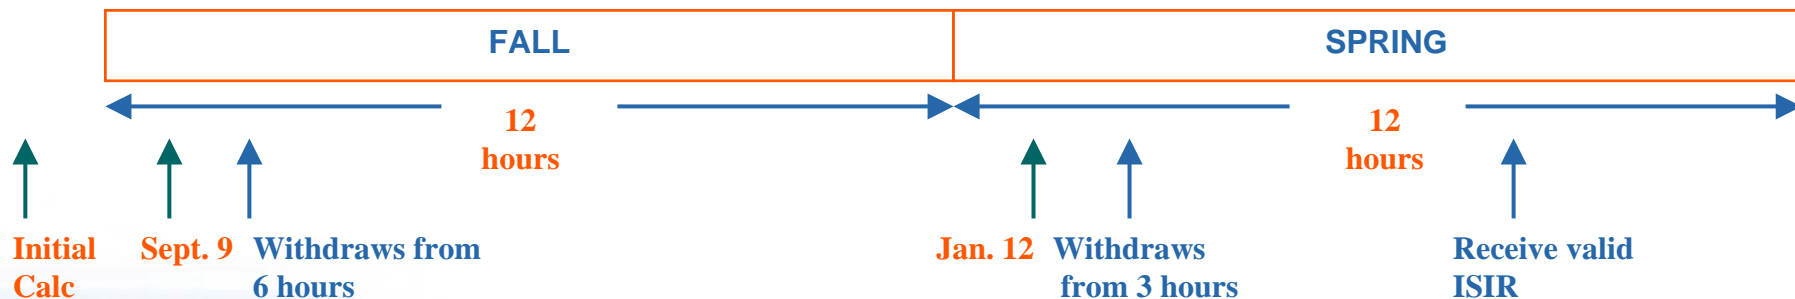 FALL
SPRING
12
hours
12
hours
Initial
Calc
Sept. 9
Withdraws from
6 hours
Jan. 12
Withdraws
from 3 hours
Receive valid
ISIR